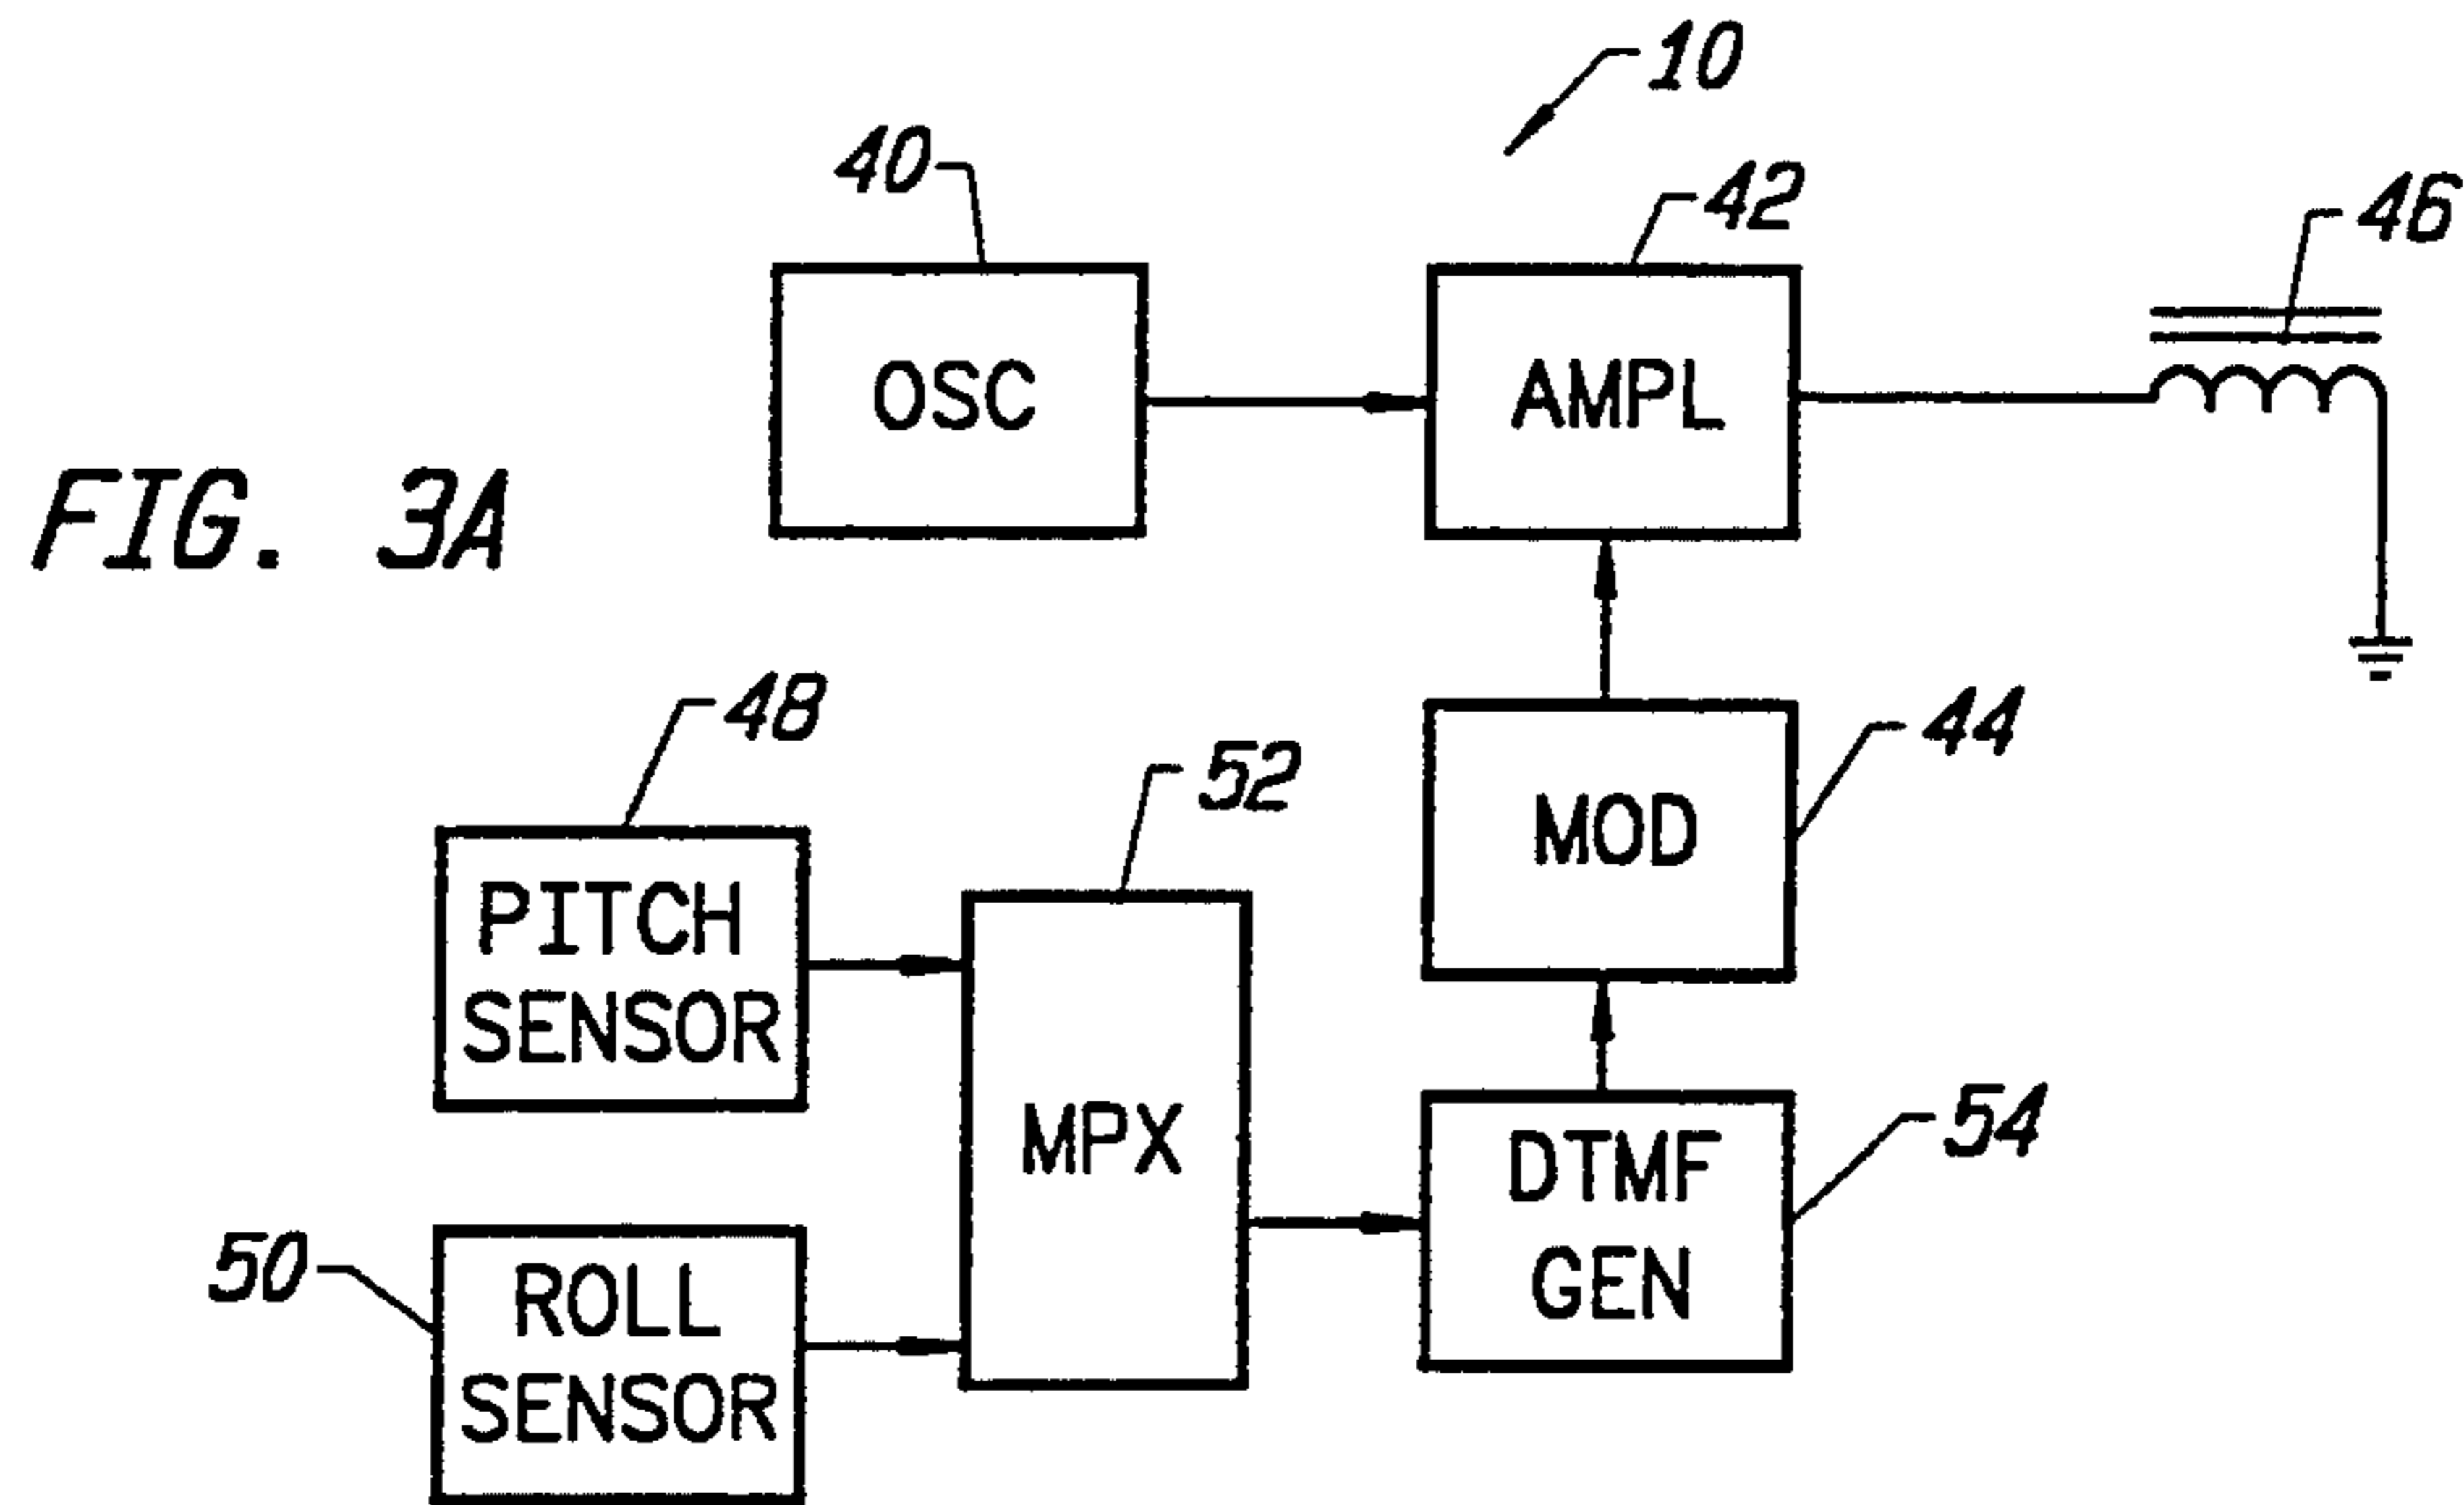 10
40
42
46
OSC
AMPL
FIG. 3A
48
52
44
MOD
PITCH
SENSOR
MPX
54
DTMF
GEN
50
ROLL
SENSOR